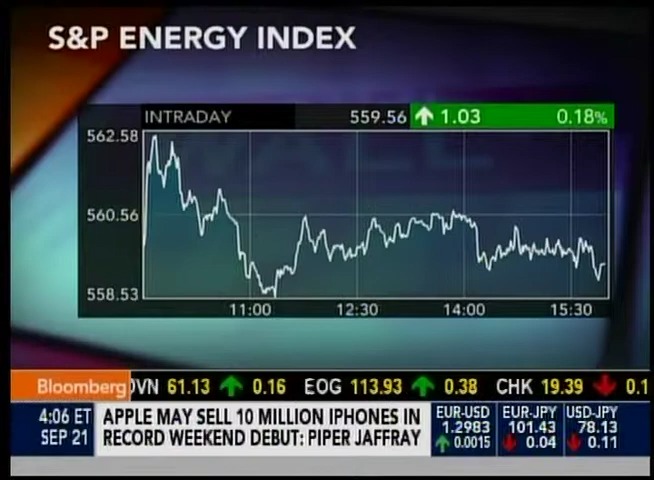 S&P ENERGY INDEX
INTRADAY 559.56 1.03 0.18%
562.58
560.56
558.53
11:00 12:30 14:00 15:30
Bloomberg DVN 61.13 0.16 EOG 113.93 0.38 CHK 19.39 0.1
4:06 ET
SEP 21
APPLE MAY SELL 10 MILLION IPHONES IN
RECORD WEEKEND DEBUT: PIPER JAFFRAY
EUR-USD EUR-JPY USD-JPY
1.2983 101.43 78.13
0.0015 0.04 0.11